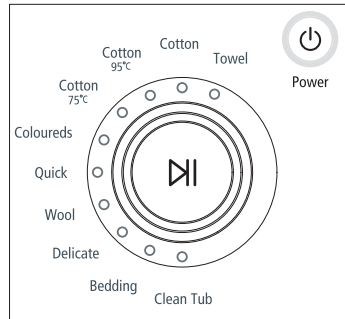 Cotton
Towel
Power
Cotton
95°C
Cotton
75°C
Coloureds
Quick
Wool
Delicate
Bedding
Clean Tub